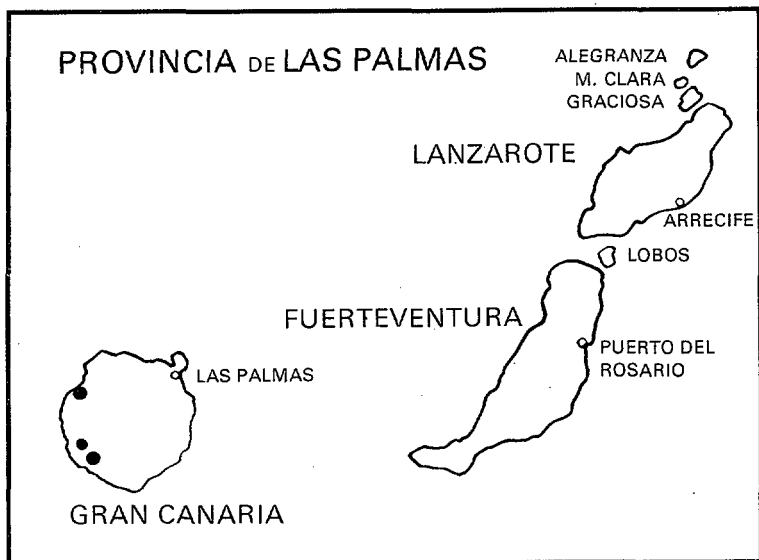 PROVINCIA DE LAS PALMAS
ALEGRANZA
M. CLARA
GRACIOSA
LANZAROTE
ARRECIFE
LOBOS
FUERTEVENTURA
PUERTO DEL
ROSARIO
LAS PALMAS
GRAN CANARIA